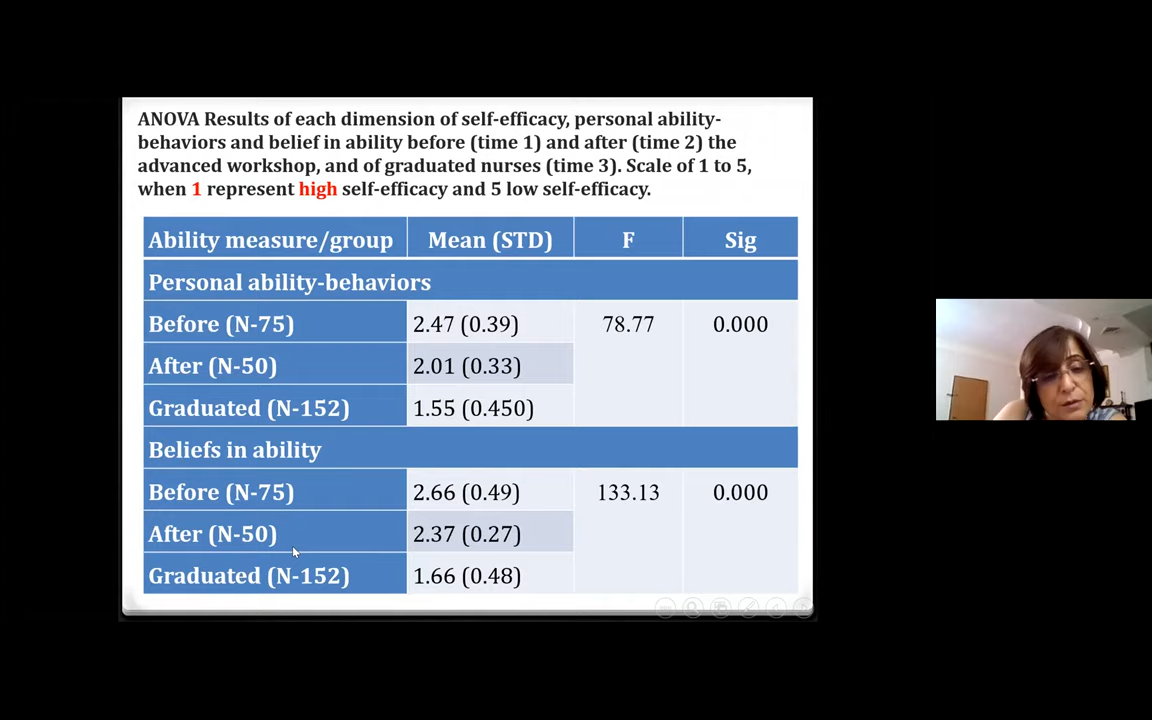 ANOVA Results of each dimension of self-efficacy, personal ability-
behaviors and belief in ability before (time 1) and after (time 2) the
advanced workshop, and of graduated nurses (time 3). Scale of 1 to 5,
when 1 represent high self-efficacy and 5 low self-efficacy.
Ability measure/group Mean (STD) F Sig
Personal ability-behaviors
Before (N-75) 2.47 (0.39) 78.77 0.000
After (N-50) 2.01 (0.33)
Graduated (N-152) 1.55 (0.450)
Beliefs in ability
Before (N-75) 2.66 (0.49) 133.13 0.000
After (N-50) 2.37 (0.27)
Graduated (N-152) 1.66 (0.48)